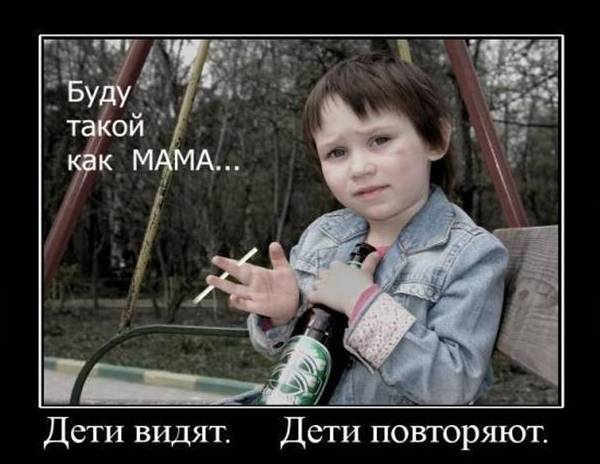 Буду
такой
как МАМА...
Дети видят. Дети повторяют.